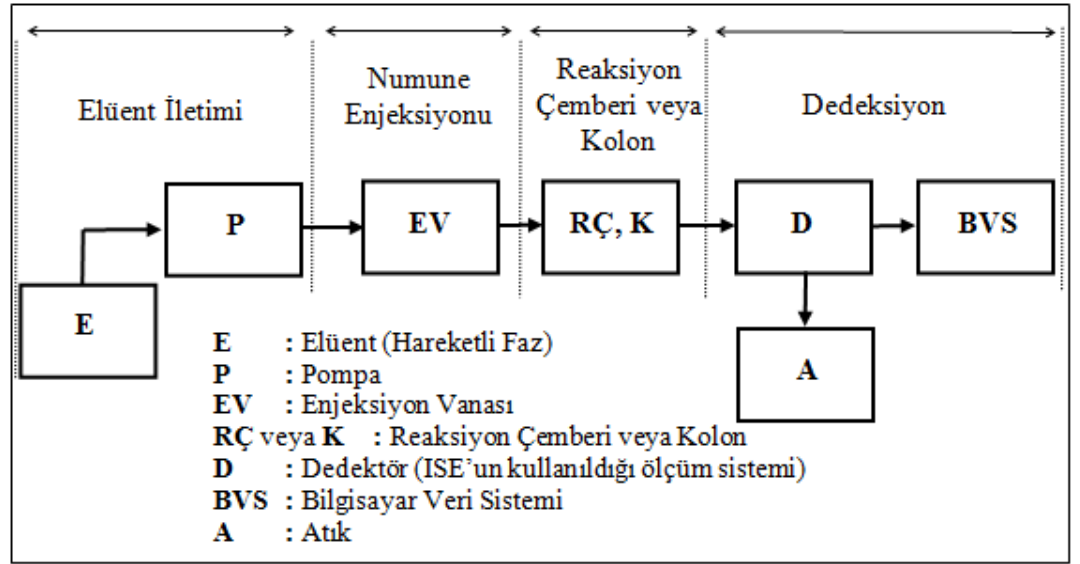 Elüent İletimi
Numune
Enjeksiyonu
Reaksiyon
Çemberi veya
Kolon
Dedeksiyon
E
P
EV
RÇ, K
D
BVS
A
E : Elüent (Hareketli Faz)
P : Pompa
EV : Enjeksiyon Vanası
RÇ veya K : Reaksiyon Çemberi veya Kolon
D : Dedektör (ISE’un kullanıldığı ölçüm sistemi)
BVS : Bilgisayar Veri Sistemi
A : Atık